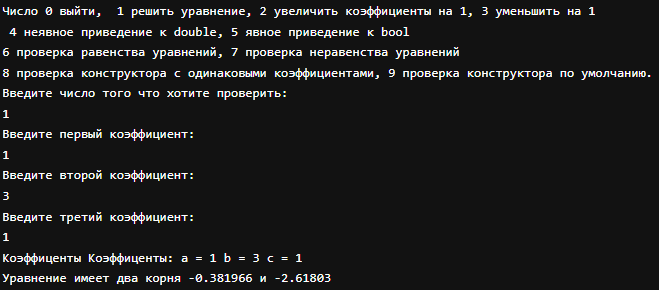 Число 0 выйти,  1 решить уравнение, 2 увеличить коэффициенты на 1, 3 уменьшить на 1
 4 неявное приведение к double, 5 явное приведение к bool
6 проверка равенства уравнений, 7 проверка неравенства уравнений
8 проверка конструктора с одинаковыми коэффициентами, 9 проверка конструктора по умолчанию.
Введите число того что хотите проверить:
1
Введите первый коэффициент:
1
Введите второй коэффициент:
3
Введите третий коэффициент:
1
Коэффиценты Коэффиценты: a = 1 b = 3 c = 1
Уравнение имеет два корня -0.381966 и -2.61803